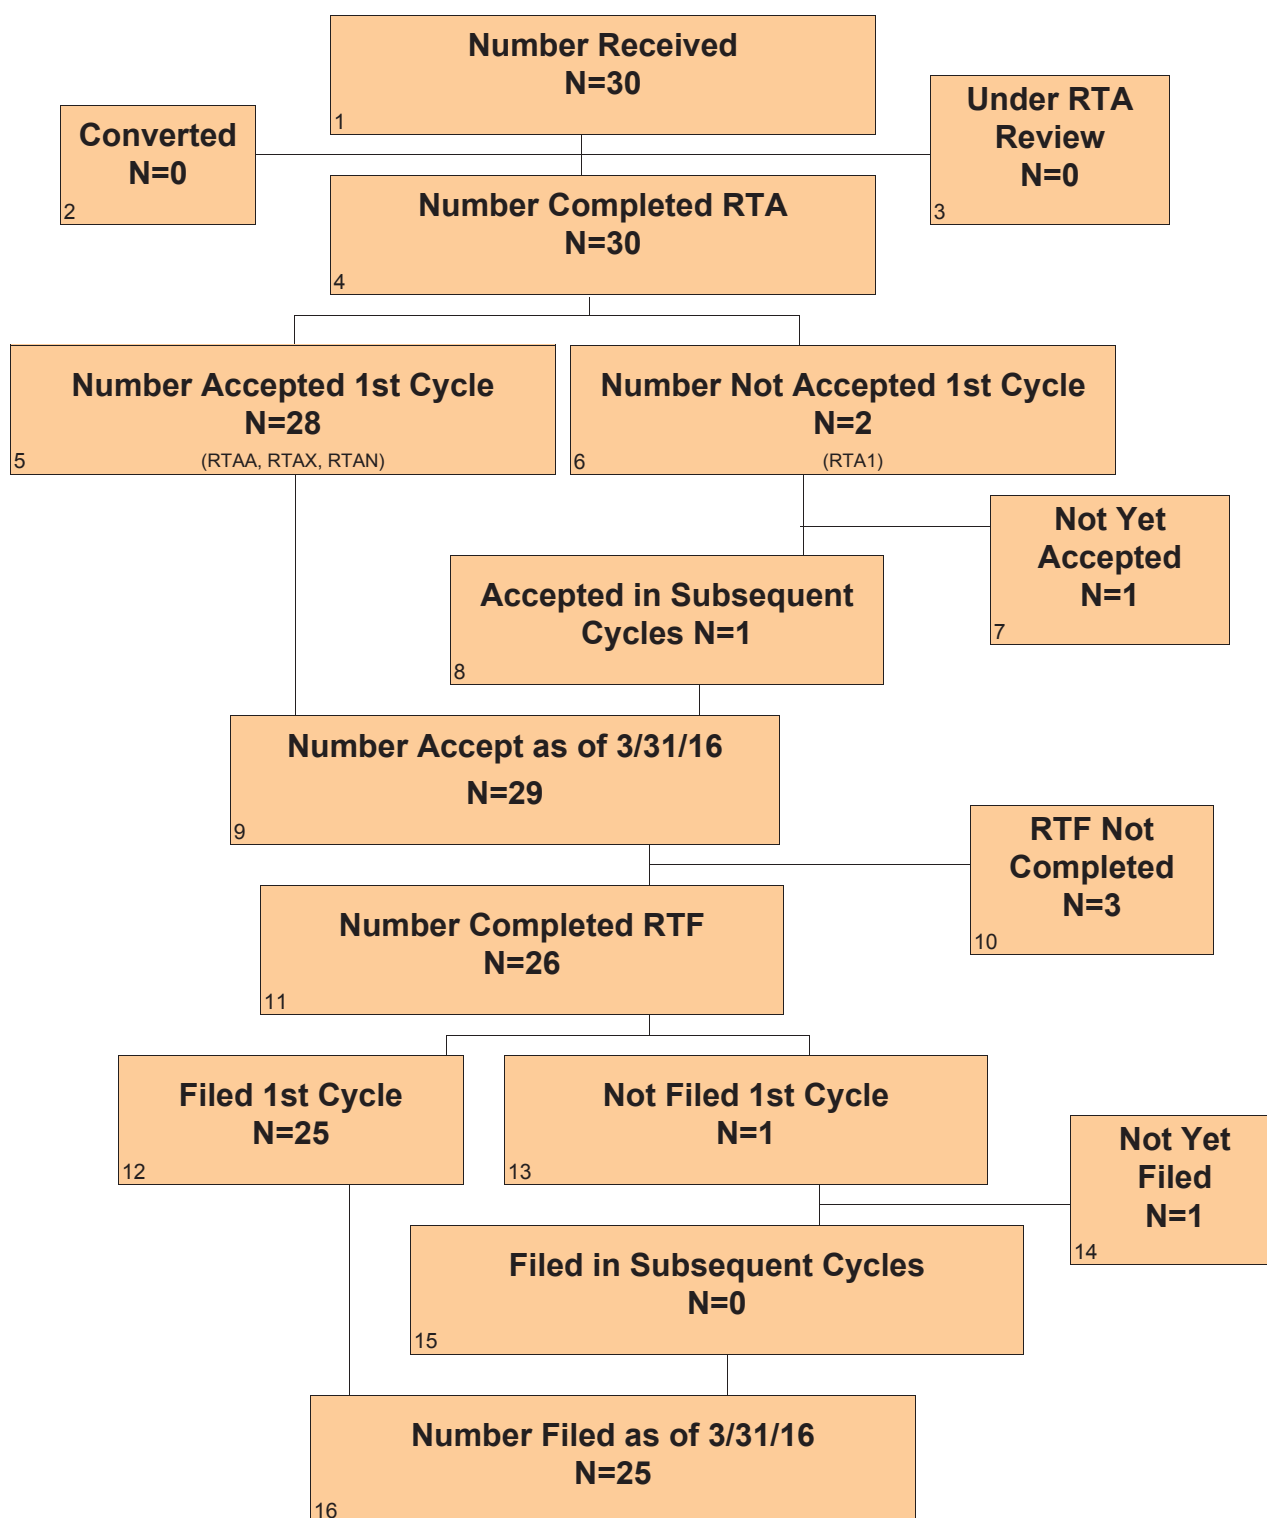 Number Received
N=30
1
Converted
N=0
2
Under RTA
Review
N=0
3
Number Completed RTA
N=30
4
Number Accepted 1st Cycle
N=28
(RTAA, RTAX, RTAN)
5
Number Not Accepted 1st Cycle
N=2
(RTA1)
6
Not Yet
Accepted
N=1
7
Accepted in Subsequent
Cycles N=1
8
Number Accept as of 3/31/16
N=29
9
RTF Not
Completed
N=3
10
Number Completed RTF
N=26
11
Filed 1st Cycle
N=25
12
Not Filed 1st Cycle
N=1
13
Not Yet
Filed
N=1
14
Filed in Subsequent Cycles
N=0
15
Number Filed as of 3/31/16
N=25
16